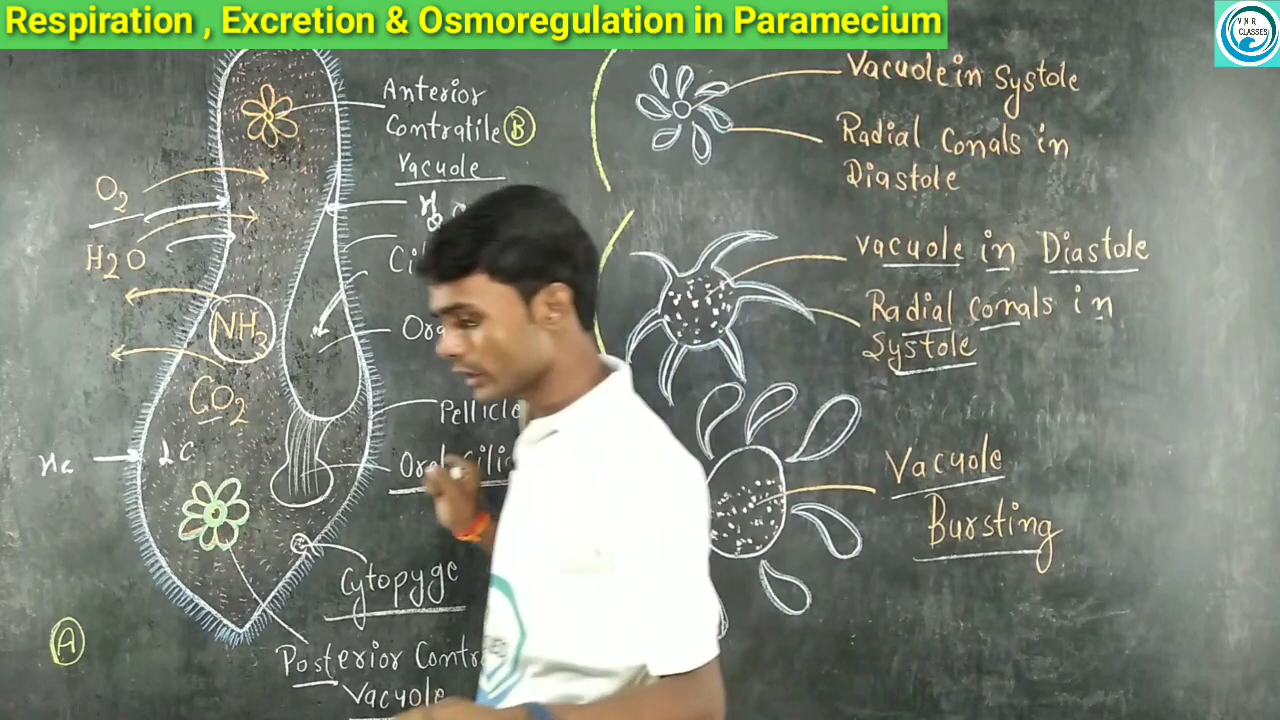 Respiration , Excretion & Osmoregulation in Paramecium
VNR
CLASSES
Anterior
Contratile B
Vacuole
O2
H2O
NH3
CO2
Pellicle
Cytopyge
Posterior
Vacuole
A
Vacuole in Systole
Radial Conals in
Diastole
Vacuole in Diastole
Radial Conals in
Systole
Vacuole
Bursting